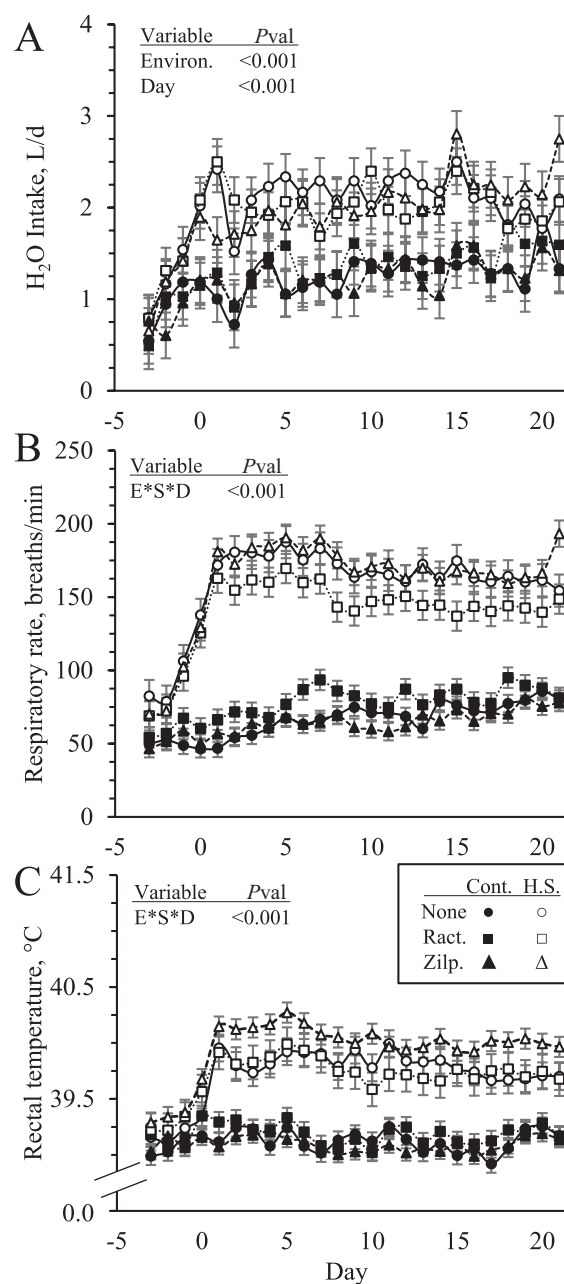 A
Variable Pval
Environ. <0.001
Day <0.001
H2O Intake, L/d
4
3
2
1
0
-5 0 5 10 15 20
B
Variable Pval
E*S*D <0.001
Respiratory rate, breaths/min
250
200
150
100
50
0
-5 0 5 10 15 20
C
Variable Pval
E*S*D <0.001
Cont. H.S.
None
Ract.
Zilp.
Rectal temperature, °C
41.5
40.5
39.5
0.0
-5 0 5 10 15 20
Day